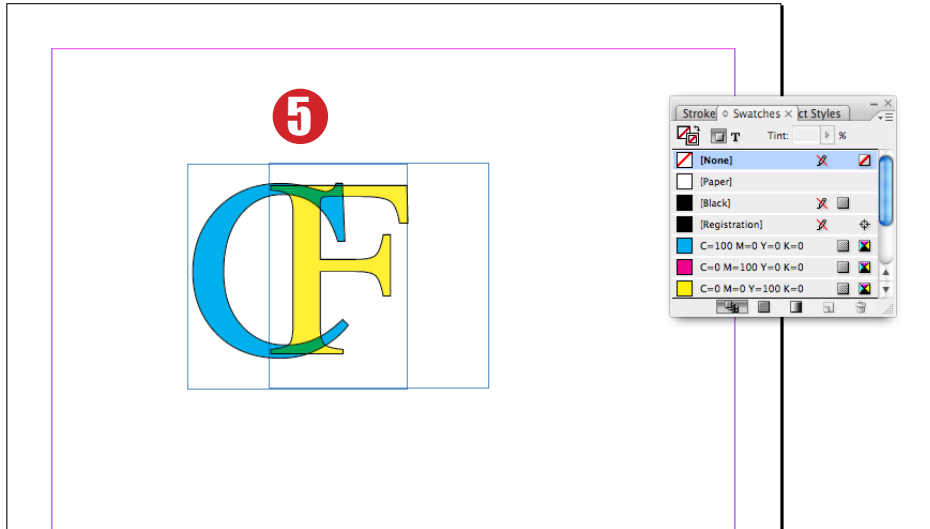 5
CF
Stroke Swatches ct Styles
T Tint: %
[None]
[Paper]
[Black]
[Registration]
C=100 M=0 Y=0 K=0
C=0 M=100 Y=0 K=0
C=0 M=0 Y=100 K=0